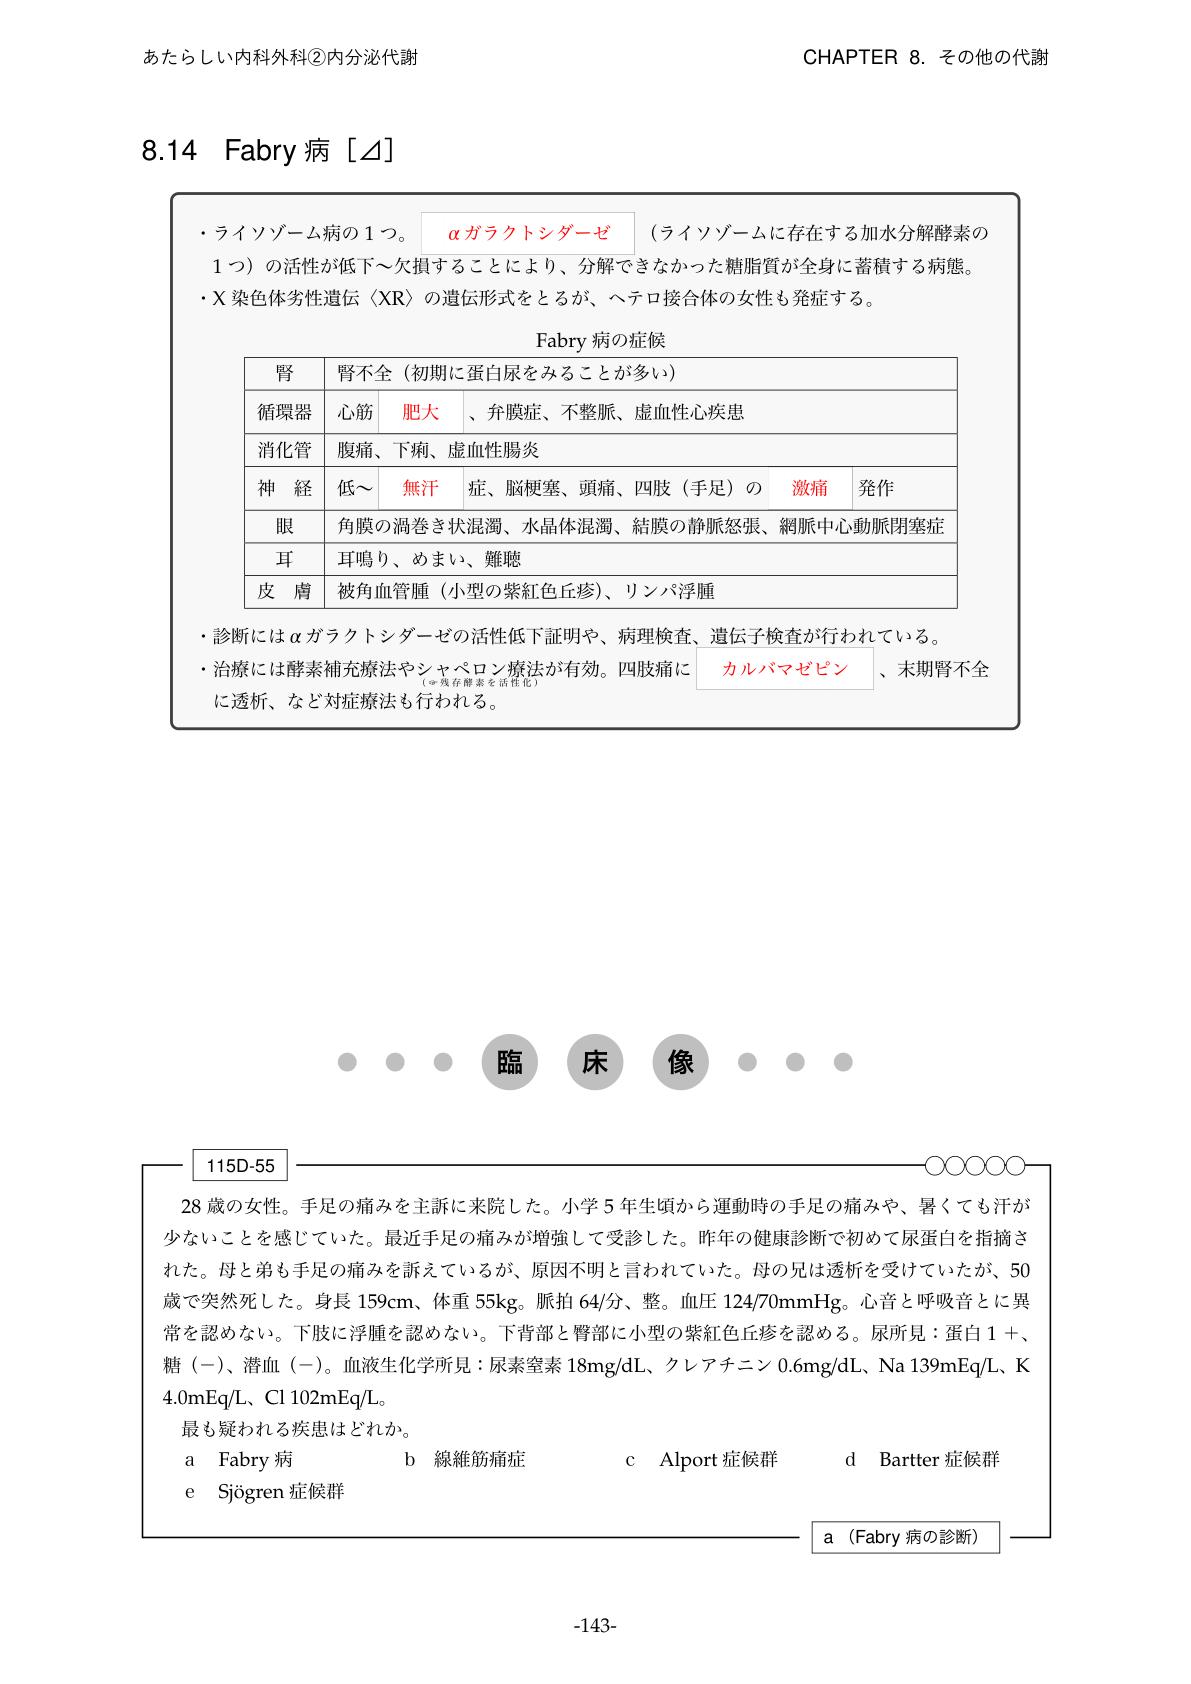 あたらしい内科外科②内分泌代謝 CHAPTER 8. その他の代謝
8.14 Fabry 病［⊿］
・ライソゾーム病の 1 つ。 αガラクトシダーゼ （ライソゾームに存在する加水分解酵素の
1 つ）の活性が低下～欠損することにより、分解できなかった糖脂質が全身に蓄積する病態。
・X 染色体劣性遺伝〈XR〉の遺伝形式をとるが、ヘテロ接合体の女性も発症する。
Fabry 病の症候
腎 腎不全（初期に蛋白尿をみることが多い）
循環器 心筋 肥大 、弁膜症、不整脈、虚血性心疾患
消化管 腹痛、下痢、虚血性腸炎
神 経 低～ 無汗 症、脳梗塞、頭痛、四肢（手足）の 激痛 発作
眼 角膜の渦巻き状混濁、水晶体混濁、結膜の静脈怒張、網脈中心動脈閉塞症
耳 耳鳴り、めまい、難聴
皮 膚 被角血管腫（小型の紫紅色丘疹）、リンパ浮腫
・診断にはαガラクトシダーゼの活性低下証明や、病理検査、遺伝子検査が行われている。
・治療には酵素補充療法やシャペロン療法が有効。四肢痛に カルバマゼピン 、末期腎不全
（☞残存酵素を活性化）
に透析、など対症療法も行われる。
臨 床 像
115D-55 ○○○○○
28 歳の女性。手足の痛みを主訴に来院した。小学 5 年生頃から運動時の手足の痛みや、暑くても汗が
少ないことを感じていた。最近手足の痛みが増強して受診した。昨年の健康診断で初めて尿蛋白を指摘さ
れた。母と弟も手足の痛みを訴えているが、原因不明と言われていた。母の兄は透析を受けていたが、50
歳で突然死した。身長 159cm、体重 55kg。脈拍 64/分、整。血圧 124/70mmHg。心音と呼吸音とに異
常を認めない。下肢に浮腫を認めない。下背部と臀部に小型の紫紅色丘疹を認める。尿所見：蛋白 1 ＋、
糖（－）、潜血（－）。血液生化学所見：尿素窒素 18mg/dL、クレアチニン 0.6mg/dL、Na 139mEq/L、K
4.0mEq/L、Cl 102mEq/L。
最も疑われる疾患はどれか。
a Fabry 病 b 線維筋痛症 c Alport 症候群 d Bartter 症候群
e Sjögren 症候群
a （Fabry 病の診断）
-143-